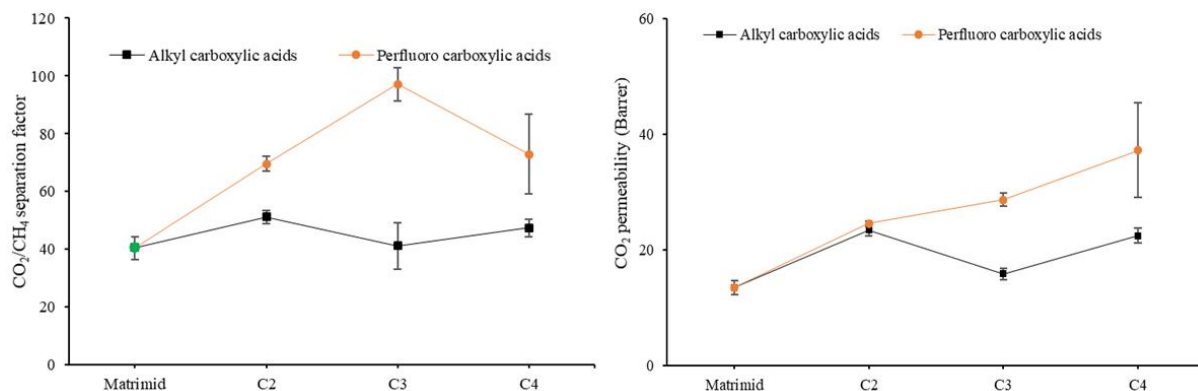 CO₂/CH₄ separation factor
120
100
80
60
40
20
0
Alkyl carboxylic acids
Perfluoro carboxylic acids
Matrimid
C2
C3
C4
CO₂ permeability (Barrer)
60
40
20
0
Alkyl carboxylic acids
Perfluoro carboxylic acids
Matrimid
C2
C3
C4